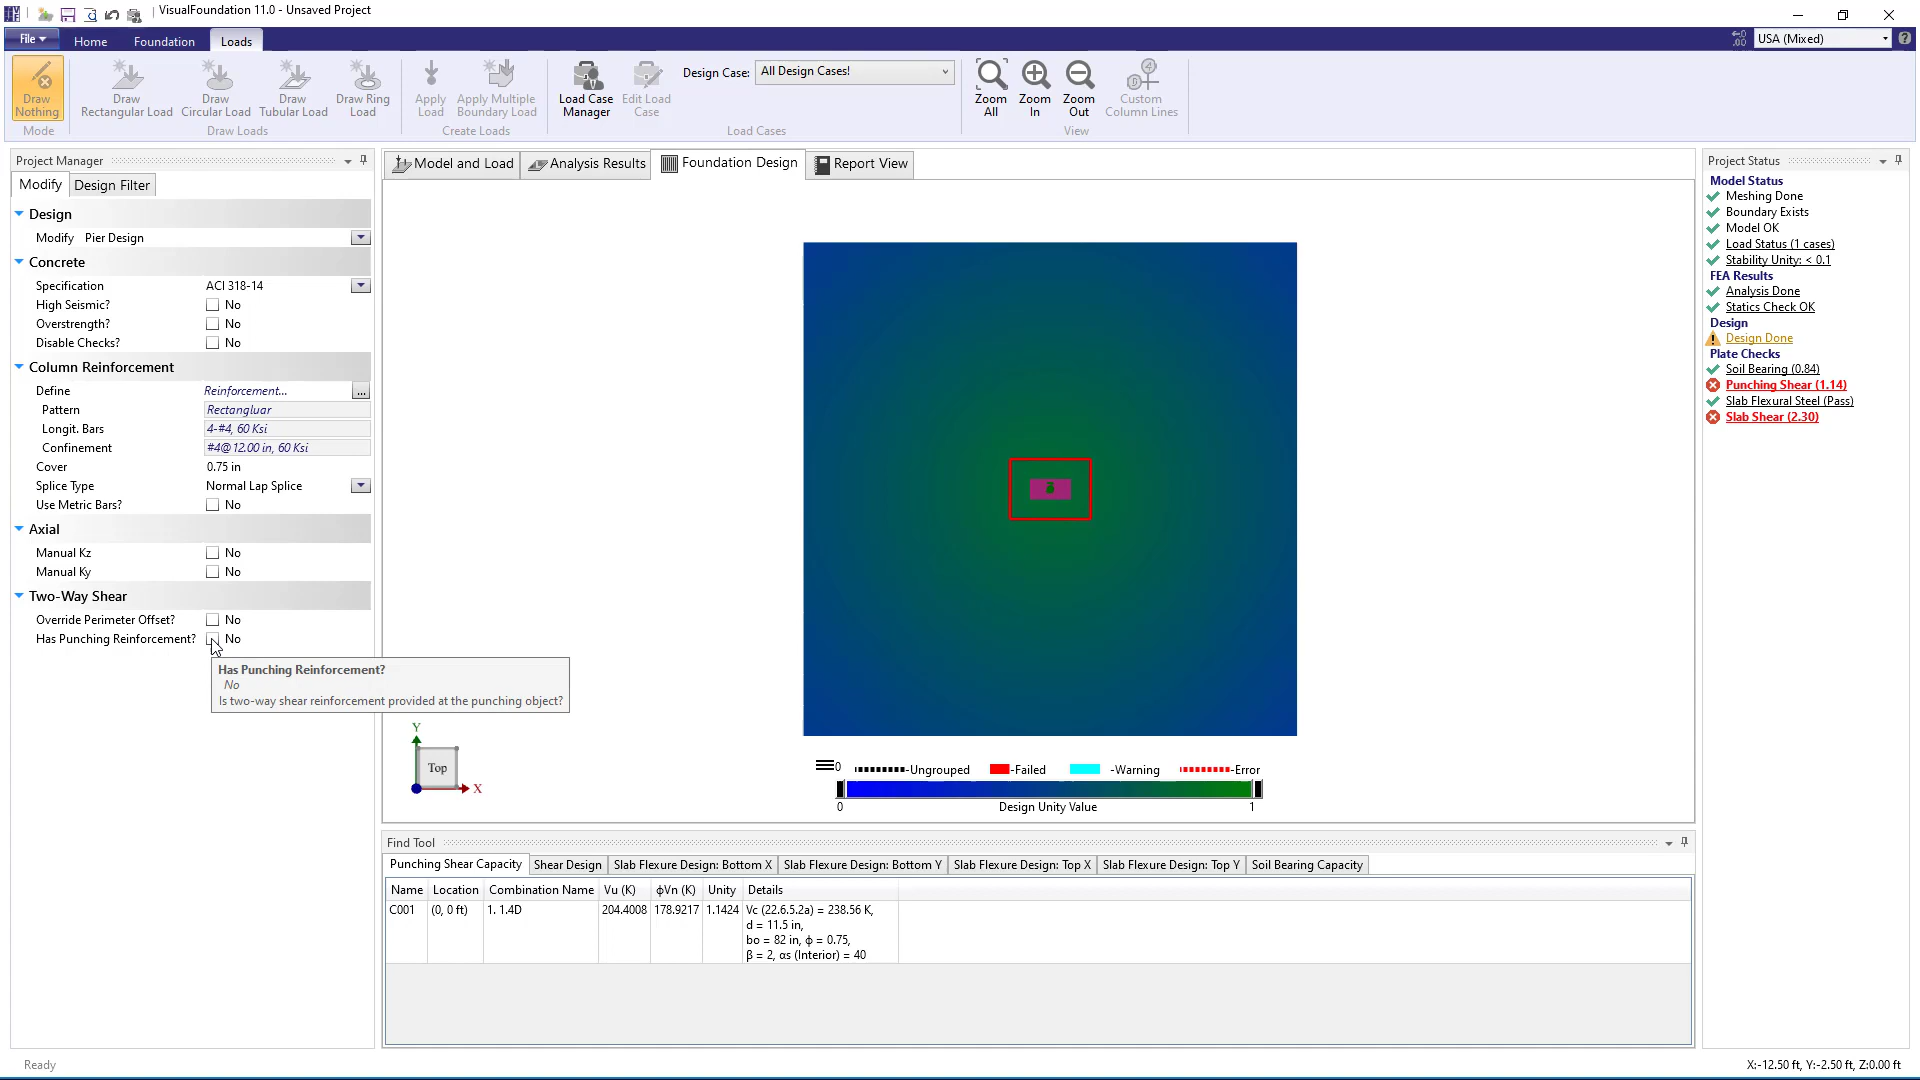 VisualFoundation 11.0 - Unsaved Project
File Home Foundation Loads
USA (Mixed)
Draw Nothing
Mode
Draw Rectangular Load
Draw Circular Load
Draw Tubular Load
Draw Ring Load
Draw Loads
Apply Load
Apply Multiple Boundary Load
Create Loads
Load Case Manager
Edit Load Case
Design Case: All Design Cases!
Load Cases
Zoom All
Zoom In
Zoom Out
Custom Column Lines
View
Project Manager
Modify Design Filter
Design
Modify Pier Design
Concrete
Specification ACI 318-14
High Seismic? No
Overstrength? No
Disable Checks? No
Column Reinforcement
Define Reinforcement... ...
Pattern Rectangluar
Longit. Bars 4-#4, 60 Ksi
Confinement #4@12.00 in, 60 Ksi
Cover 0.75 in
Splice Type Normal Lap Splice
Use Metric Bars? No
Axial
Manual Kz No
Manual Ky No
Two-Way Shear
Override Perimeter Offset? No
Has Punching Reinforcement? No
Has Punching Reinforcement?
No
Is two-way shear reinforcement provided at the punching object?
Model and Load Analysis Results Foundation Design Report View
Y
Top
X
0 -Ungrouped -Failed -Warning -Error
0 1
Design Unity Value
Find Tool
Punching Shear Capacity Shear Design Slab Flexure Design: Bottom X Slab Flexure Design: Bottom Y Slab Flexure Design: Top X Slab Flexure Design: Top Y Soil Bearing Capacity
Name Location Combination Name Vu (K) ϕVn (K) Unity Details
C001 (0, 0 ft) 1. 1.4D 204.4008 178.9217 1.1424 Vc (22.6.5.2a) = 238.56 K,
d = 11.5 in,
bo = 82 in, ϕ = 0.75,
β = 2, αs (Interior) = 40
Project Status
Model Status
Meshing Done
Boundary Exists
Model OK
Load Status (1 cases)
Stability Unity: < 0.1
FEA Results
Analysis Done
Statics Check OK
Design
Design Done
Plate Checks
Soil Bearing (0.84)
Punching Shear (1.14)
Slab Flexural Steel (Pass)
Slab Shear (2.30)
Ready
X:-12.50 ft, Y:-2.50 ft, Z:0.00 ft